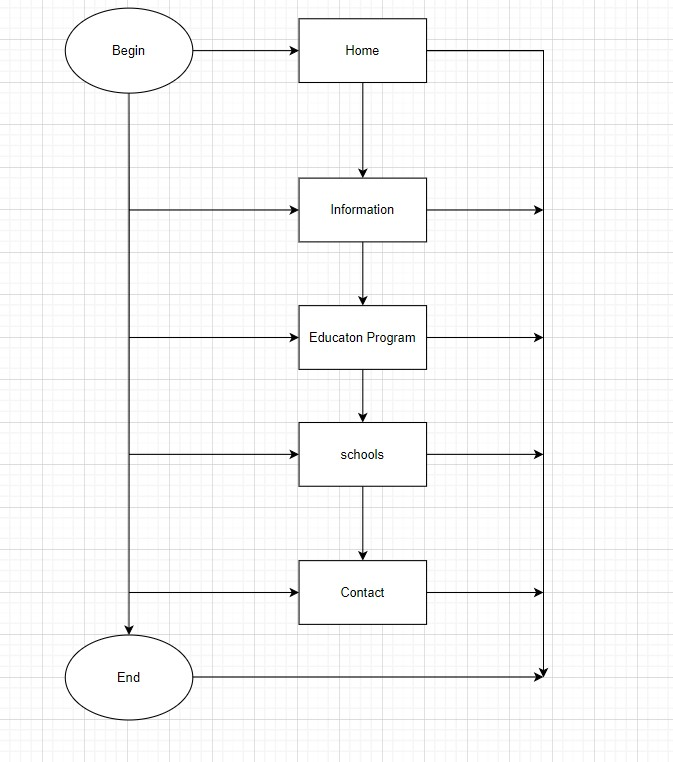 Begin
Home
Information
Educaton Program
schools
Contact
End